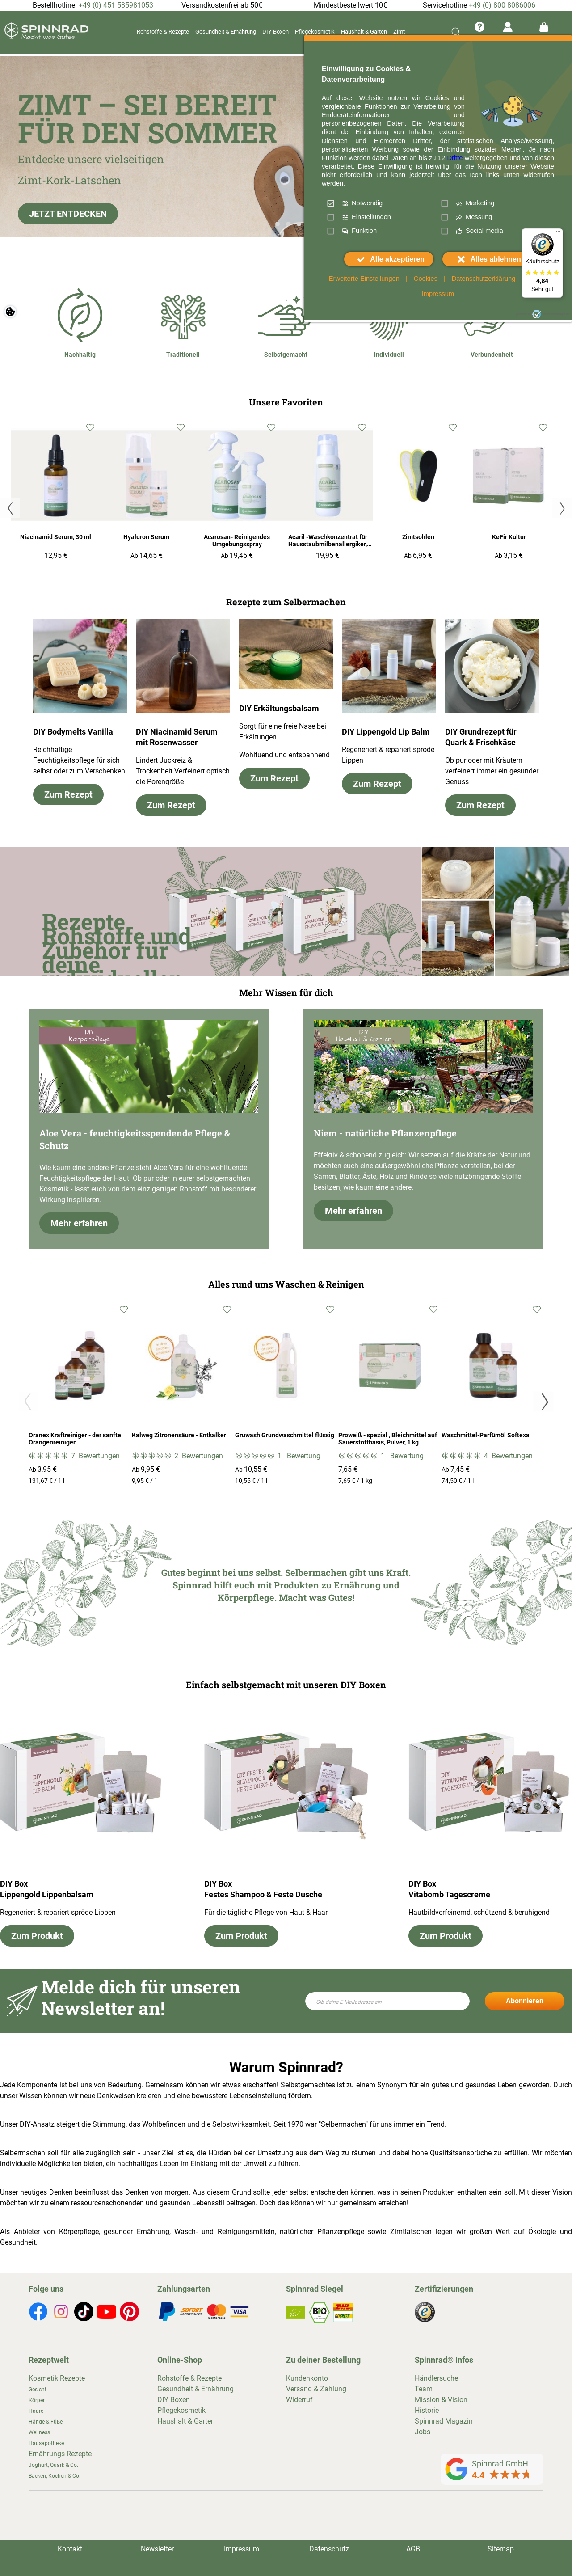 Bestellhotline: +49 (0) 451 585981053
Versandkostenfrei ab 50€
Mindestbestellwert 10€
Servicehotline +49 (0) 800 8086006
SPINNRAD
Macht was Gutes
Rohstoffe & Rezepte
Gesundheit & Ernährung
DIY Boxen
Pflegekosmetik
Haushalt & Garten
Zimt
ZIMT – SEI BEREIT
FÜR DEN SOMMER
Entdecke unsere vielseitigen
Zimt-Kork-Latschen
JETZT ENTDECKEN
Einwilligung zu Cookies &
Datenverarbeitung
Auf dieser Website nutzen wir Cookies und
vergleichbare Funktionen zur Verarbeitung von
Endgeräteinformationen und
personenbezogenen Daten. Die Verarbeitung
dient der Einbindung von Inhalten, externen
Diensten und Elementen Dritter, der statistischen Analyse/Messung,
personalisierten Werbung sowie der Einbindung sozialer Medien. Je nach
Funktion werden dabei Daten an bis zu 12 Dritte weitergegeben und von diesen
verarbeitet. Diese Einwilligung ist freiwillig, für die Nutzung unserer Website
nicht erforderlich und kann jederzeit über das Icon links unten widerrufen
werden.
Notwendig
Marketing
Einstellungen
Messung
Funktion
Social media
Alle akzeptieren
Alles ablehnen
Erweiterte Einstellungen | Cookies | Datenschutzerklärung |
Impressum
Käuferschutz
4,84
Sehr gut
Nachhaltig
Traditionell
Selbstgemacht
Individuell
Verbundenheit
Unsere Favoriten
Niacinamid Serum, 30 ml
12,95 €
Hyaluron Serum
Ab 14,65 €
Acarosan- Reinigendes
Umgebungsspray
Ab 19,45 €
Acaril -Waschkonzentrat für
Hausstaubmilbenallergiker,...
19,95 €
Zimtsohlen
Ab 6,95 €
KeFir Kultur
Ab 3,15 €
Rezepte zum Selbermachen
DIY Bodymelts Vanilla
Reichhaltige
Feuchtigkeitspflege für sich
selbst oder zum Verschenken
Zum Rezept
DIY Niacinamid Serum
mit Rosenwasser
Lindert Juckreiz &
Trockenheit Verfeinert optisch
die Porengröße
Zum Rezept
DIY Erkältungsbalsam
Sorgt für eine freie Nase bei
Erkältungen
Wohltuend und entspannend
Zum Rezept
DIY Lippengold Lip Balm
Regeneriert & repariert spröde
Lippen
Zum Rezept
DIY Grundrezept für
Quark & Frischkäse
Ob pur oder mit Kräutern
verfeinert immer ein gesunder
Genuss
Zum Rezept
Rezepte,
Rohstoffe und
Zubehör für
deine
Mehr Wissen für dich
DIY
Körperpflege
Aloe Vera - feuchtigkeitsspendende Pflege &
Schutz
Wie kaum eine andere Pflanze steht Aloe Vera für eine wohltuende
Feuchtigkeitspflege der Haut. Ob pur oder in eurer selbstgemachten
Kosmetik - lasst euch von dem einzigartigen Rohstoff mit besonderer
Wirkung inspirieren.
Mehr erfahren
DIY
Haushalt & Garten
Niem - natürliche Pflanzenpflege
Effektiv & schonend zugleich: Wir setzen auf die Kräfte der Natur und
möchten euch eine außergewöhnliche Pflanze vorstellen, bei der
Samen, Blätter, Äste, Holz und Rinde so viele nutzbringende Stoffe
besitzen, wie kaum eine andere.
Mehr erfahren
Alles rund ums Waschen & Reinigen
Oranex Kraftreiniger - der sanfte
Orangenreiniger
7 Bewertungen
Ab 3,95 €
131,67 € / 1 l
Kalweg Zitronensäure - Entkalker
2 Bewertungen
Ab 9,95 €
9,95 € / 1 l
Gruwash Grundwaschmittel flüssig
1 Bewertung
Ab 10,55 €
10,55 € / 1 l
Proweiß - spezial , Bleichmittel auf
Sauerstoffbasis, Pulver, 1 kg
1 Bewertung
7,65 €
7,65 € / 1 kg
Waschmittel-Parfümöl Softexa
4 Bewertungen
Ab 7,45 €
74,50 € / 1 l
Gutes beginnt bei uns selbst. Selbermachen gibt uns Kraft.
Spinnrad hilft euch mit Produkten zu Ernährung und
Körperpflege. Macht was Gutes!
Einfach selbstgemacht mit unseren DIY Boxen
DIY Box
Lippengold Lippenbalsam
Regeneriert & repariert spröde Lippen
Zum Produkt
DIY Box
Festes Shampoo & Feste Dusche
Für die tägliche Pflege von Haut & Haar
Zum Produkt
DIY Box
Vitabomb Tagescreme
Hautbildverfeinernd, schützend & beruhigend
Zum Produkt
Melde dich für unseren
Newsletter an!
Gib deine E-Mailadresse ein
Abonnieren
Warum Spinnrad?
Jede Komponente ist bei uns von Bedeutung. Gemeinsam können wir etwas erschaffen! Selbstgemachtes ist zu einem Synonym für ein gutes und gesundes Leben geworden. Durch
unser Wissen können wir neue Denkweisen kreieren und eine bewusstere Lebenseinstellung fördern.
Unser DIY-Ansatz steigert die Stimmung, das Wohlbefinden und die Selbstwirksamkeit. Seit 1970 war "Selbermachen" für uns immer ein Trend.
Selbermachen soll für alle zugänglich sein - unser Ziel ist es, die Hürden bei der Umsetzung aus dem Weg zu räumen und dabei hohe Qualitätsansprüche zu erfüllen. Wir möchten
individuelle Möglichkeiten bieten, ein nachhaltiges Leben im Einklang mit der Umwelt zu führen.
Unser heutiges Denken beeinflusst das Denken von morgen. Aus diesem Grund sollte jeder selbst entscheiden können, was in seinen Produkten enthalten sein soll. Mit dieser Vision
möchten wir zu einem ressourcenschonenden und gesunden Lebensstil beitragen. Doch das können wir nur gemeinsam erreichen!
Als Anbieter von Körperpflege, gesunder Ernährung, Wasch- und Reinigungsmitteln, natürlicher Pflanzenpflege sowie Zimtlatschen legen wir großen Wert auf Ökologie und
Gesundheit.
Folge uns
Zahlungsarten
Spinnrad Siegel
Zertifizierungen
Rezeptwelt
Kosmetik Rezepte
Gesicht
Körper
Haare
Hände & Füße
Wellness
Hausapotheke
Ernährungs Rezepte
Joghurt, Quark & Co.
Backen, Kochen & Co.
Online-Shop
Rohstoffe & Rezepte
Gesundheit & Ernährung
DIY Boxen
Pflegekosmetik
Haushalt & Garten
Zu deiner Bestellung
Kundenkonto
Versand & Zahlung
Widerruf
Spinnrad® Infos
Händlersuche
Team
Mission & Vision
Historie
Spinnrad Magazin
Jobs
Spinnrad GmbH
4.4
Kontakt
Newsletter
Impressum
Datenschutz
AGB
Sitemap